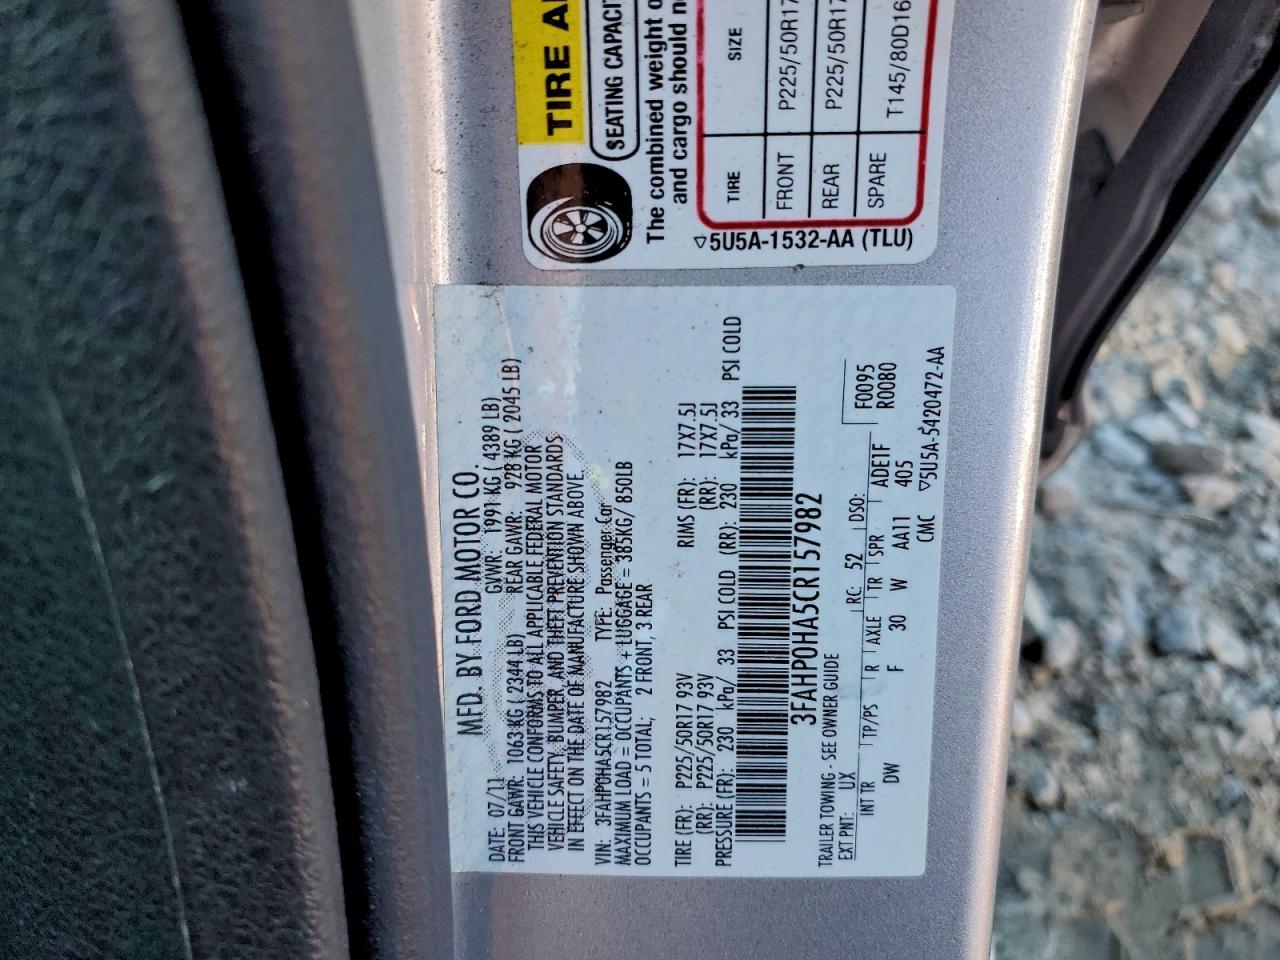 TIRE A
SEATING CAPACIT
The combined weight o
and cargo should n
TIRE SIZE
FRONT P225/50R17
REAR P225/50R17
SPARE T145/80D16
5U5A-1532-AA (TLU)
MFD. BY FORD MOTOR CO.
DATE: 07/11 GVWR: 1991 KG ( 4389 LB)
FRONT GAWR: 1063 KG ( 2344 LB) REAR GAWR: 928 KG ( 2045 LB)
THIS VEHICLE CONFORMS TO ALL APPLICABLE FEDERAL MOTOR
VEHICLE SAFETY, BUMPER, AND THEFT PREVENTION STANDARDS
IN EFFECT ON THE DATE OF MANUFACTURE SHOWN ABOVE.
VIN: 3FAHP0HA5CR157982 TYPE: Passenger Car
MAXIMUM LOAD = OCCUPANTS + LUGGAGE = 385KG/ 850LB
OCCUPANTS = 5 TOTAL, 2 FRONT, 3 REAR
TIRE (FR): P225/50R17 93V RIMS (FR): 17X7.5J
(RR): P225/50R17 93V (RR): 17X7.5J
PRESSURE (FR): 230 kPa/ 33 PSI COLD (RR): 230 kPa/ 33 PSI COLD
3FAHP0HA5CR157982
TRAILER TOWING - SEE OWNER GUIDE
F0095
R0080
EXT PNT: UX RC: 52 DSO:
INT TR TP/PS R AXLE TR SPR ADETF
DW F 30 W AA11 405
CMC 5U5A-5420472-AA